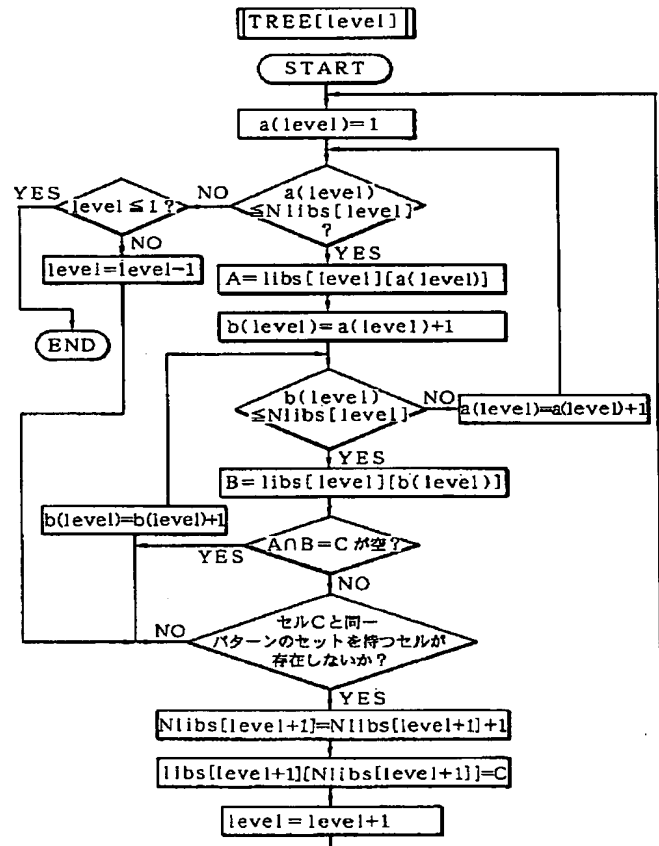 TREE[level]
START
a(level)=1
a(level)
≦Nlibs[level]
?
YES
NO
level≦1?
YES
NO
level=level-1
END
A=libs[level][a(level)]
b(level)=a(level)+1
b(level)
≦Nlibs[level]
NO
a(level)=a(level)+1
YES
B=libs[level][b(level)]
b(level)=b(level)+1
A∩B=Cが空?
YES
NO
セルCと同一
パターンのセットを持つセルが
存在しないか?
NO
YES
Nlibs[level+1]=Nlibs[level+1]+1
libs[level+1][Nlibs[level+1]]=C
level=level+1